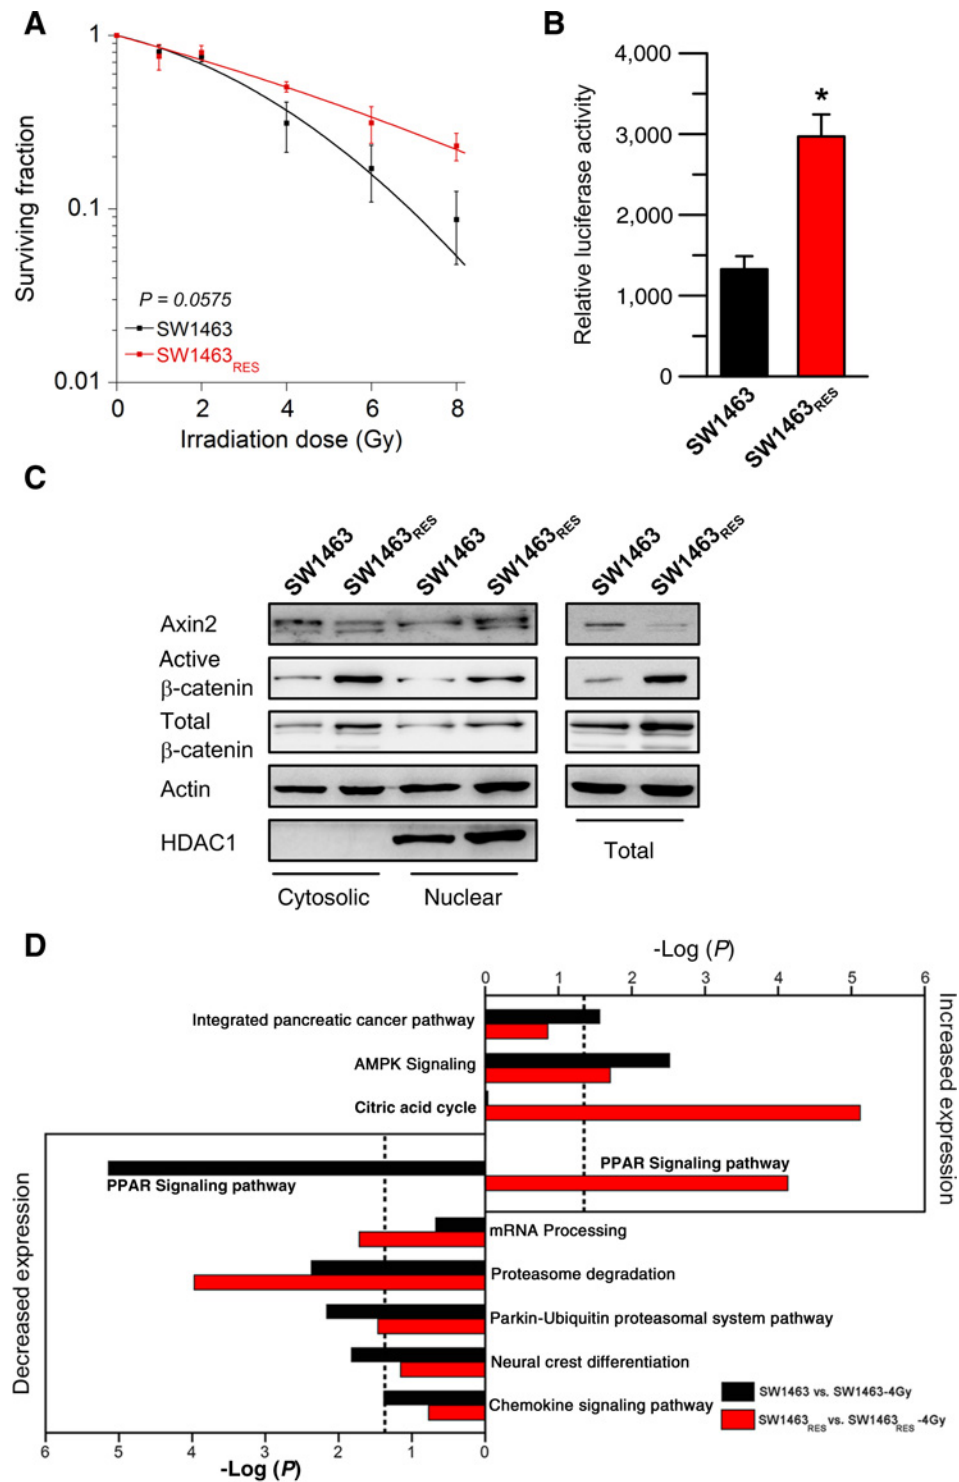 A
1
0.1
0.01
Surviving fraction
P = 0.0575
SW1463
SW1463RES
0 2 4 6 8
Irradiation dose (Gy)
B
4,000
3,000
2,000
1,000
0
Relative luciferase activity
*
SW1463
SW1463RES
C
SW1463 SW1463RES SW1463 SW1463RES SW1463 SW1463RES
Axin2
Active
β-catenin
Total
β-catenin
Actin
HDAC1
Cytosolic Nuclear
Total
D
-Log (P)
0 1 2 3 4 5 6
Increased expression
Integrated pancreatic cancer pathway
AMPK Signaling
Citric acid cycle
PPAR Signaling pathway
Decreased expression
PPAR Signaling pathway
mRNA Processing
Proteasome degradation
Parkin-Ubiquitin proteasomal system pathway
Neural crest differentiation
Chemokine signaling pathway
SW1463 vs. SW1463-4Gy
SW1463RES vs. SW1463RES -4Gy
6 5 4 3 2 1 0
-Log (P)